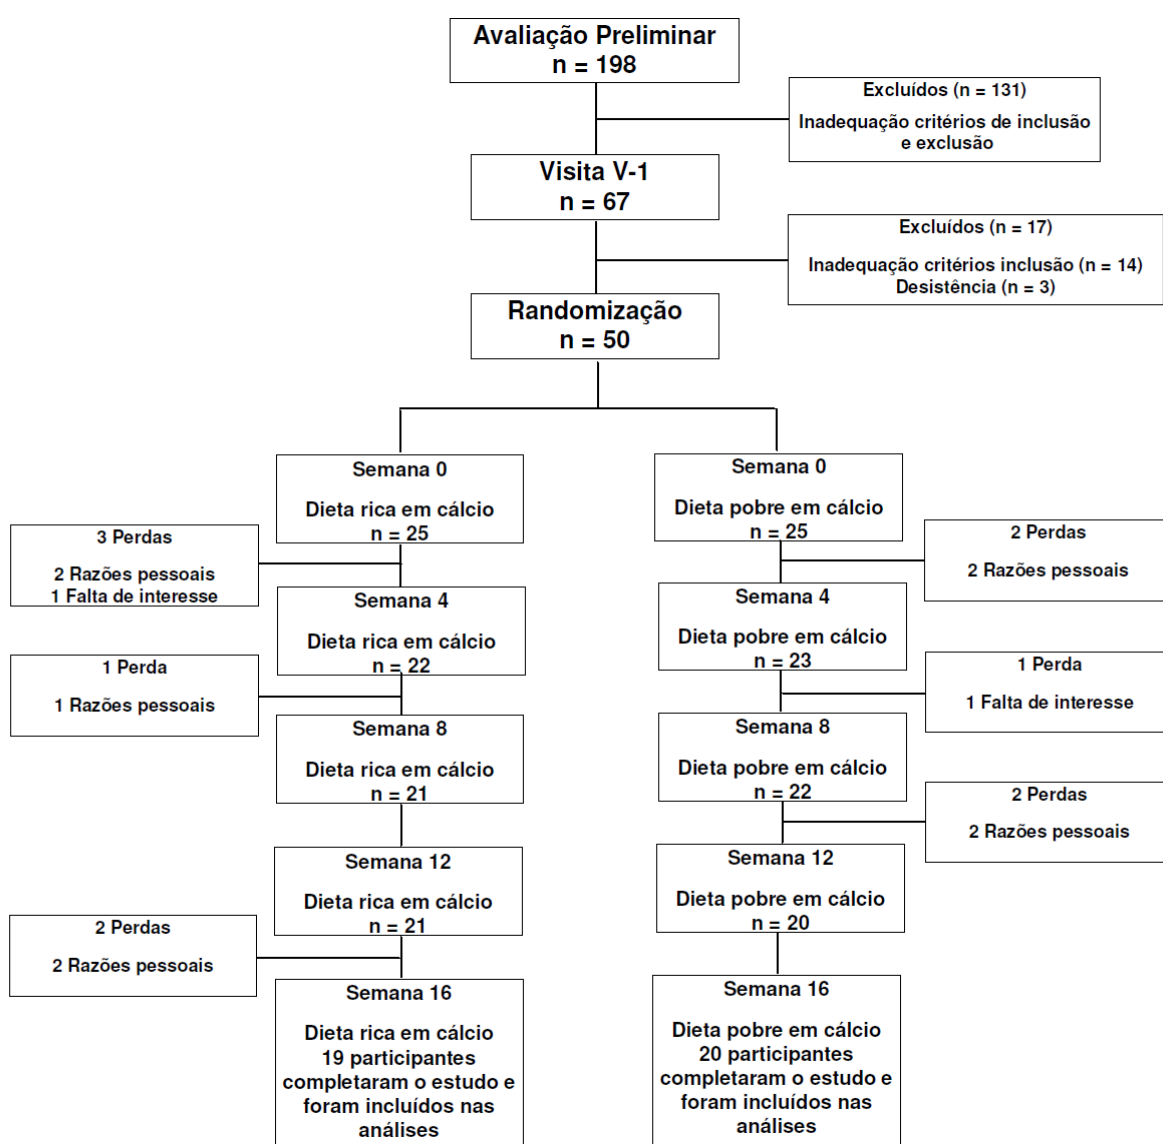 Avaliação Preliminar
n = 198
Excluídos (n = 131)
Inadequação critérios de inclusão
e exclusão
Visita V-1
n = 67
Excluídos (n = 17)
Inadequação critérios inclusão (n = 14)
Desistência (n = 3)
Randomização
n = 50
Semana 0
Dieta rica em cálcio
n = 25
Semana 0
Dieta pobre em cálcio
n = 25
3 Perdas
2 Razões pessoais
1 Falta de interesse
2 Perdas
2 Razões pessoais
Semana 4
Dieta rica em cálcio
n = 22
Semana 4
Dieta pobre em cálcio
n = 23
1 Perda
1 Razões pessoais
1 Perda
1 Falta de interesse
Semana 8
Dieta rica em cálcio
n = 21
Semana 8
Dieta pobre em cálcio
n = 22
2 Perdas
2 Razões pessoais
Semana 12
Dieta rica em cálcio
n = 21
Semana 12
Dieta pobre em cálcio
n = 20
2 Perdas
2 Razões pessoais
Semana 16
Dieta rica em cálcio
19 participantes
completaram o estudo e
foram incluídos nas
análises
Semana 16
Dieta pobre em cálcio
20 participantes
completaram o estudo e
foram incluídos nas
análises